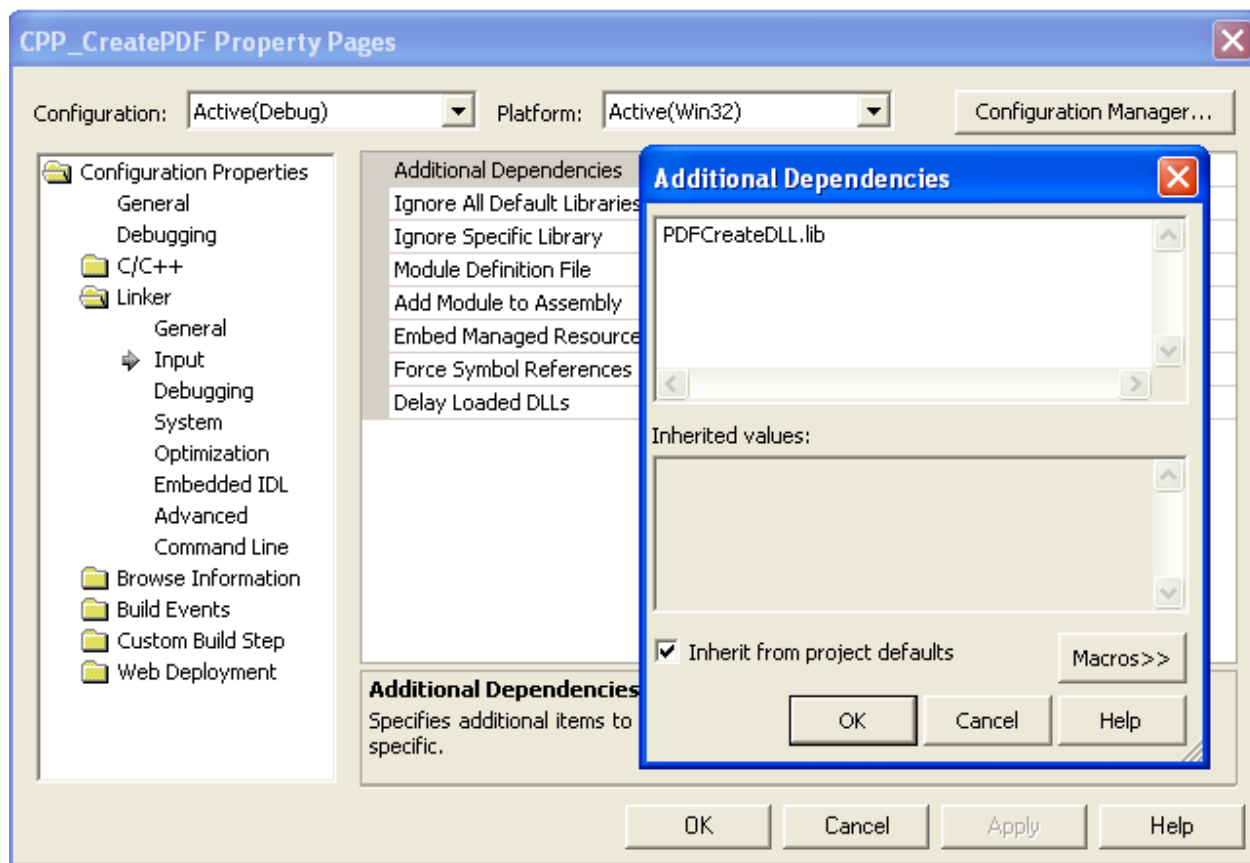 CPP_CreatePDF Property Pages
Configuration: Active(Debug) Platform: Active(Win32) Configuration Manager...
Configuration Properties
General
Debugging
C/C++
Linker
General
Input
Debugging
System
Optimization
Embedded IDL
Advanced
Command Line
Browse Information
Build Events
Custom Build Step
Web Deployment
Additional Dependencies
Ignore All Default Libraries
Ignore Specific Library
Module Definition File
Add Module to Assembly
Embed Managed Resource
Force Symbol References
Delay Loaded DLLs
Additional Dependencies
Specifies additional items to
specific.
Additional Dependencies
PDFCreateDLL.lib
Inherited values:
Inherit from project defaults
Macros>>
OK Cancel Help
OK Cancel Apply Help